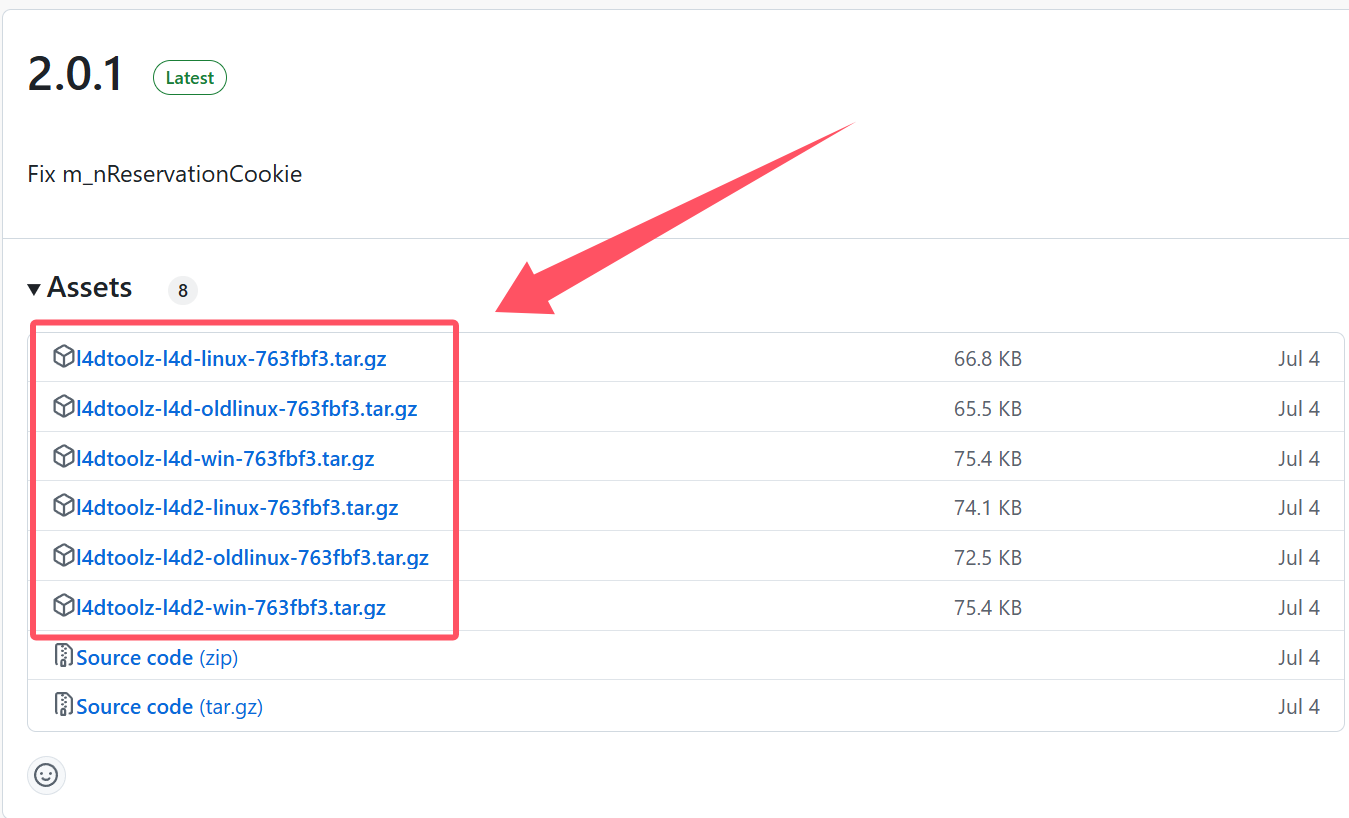 2.0.1 Latest
Fix m_nReservationCookie
Assets 8
l4dtoolz-l4d-linux-763fbf3.tar.gz 66.8 KB Jul 4
l4dtoolz-l4d-oldlinux-763fbf3.tar.gz 65.5 KB Jul 4
l4dtoolz-l4d-win-763fbf3.tar.gz 75.4 KB Jul 4
l4dtoolz-l4d2-linux-763fbf3.tar.gz 74.1 KB Jul 4
l4dtoolz-l4d2-oldlinux-763fbf3.tar.gz 72.5 KB Jul 4
l4dtoolz-l4d2-win-763fbf3.tar.gz 75.4 KB Jul 4
Source code (zip) Jul 4
Source code (tar.gz) Jul 4